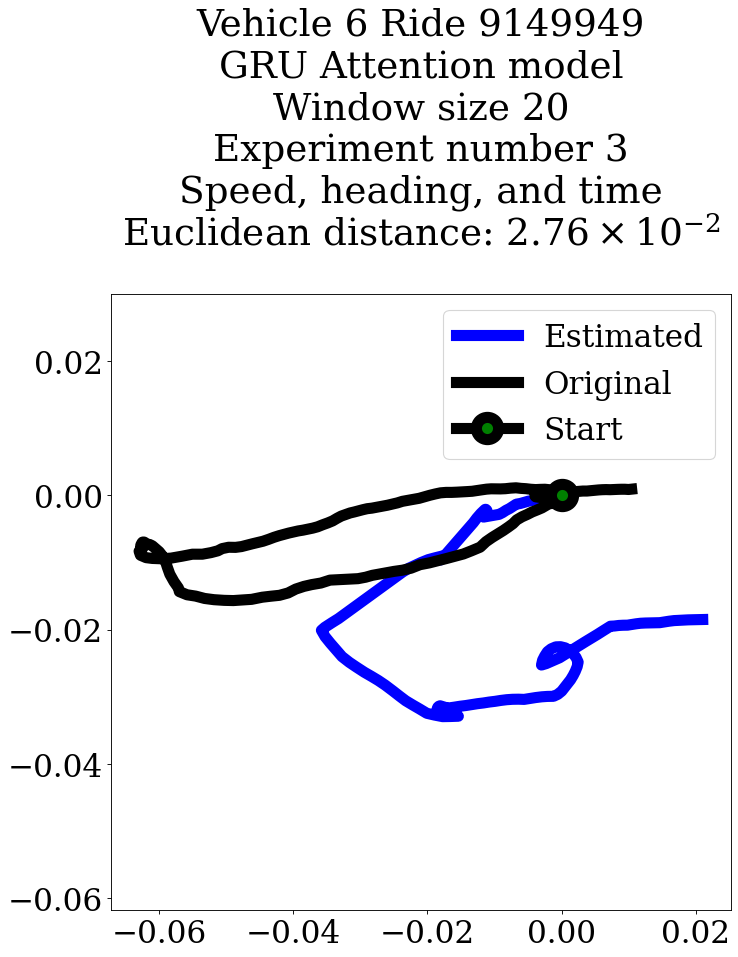 Vehicle 6 Ride 9149949
GRU Attention model
Window size 20
Experiment number 3
Speed, heading, and time
Euclidean distance: 2.76 × 10⁻²
Estimated
Original
Start
0.02
0.00
−0.02
−0.04
−0.06
−0.06 −0.04 −0.02 0.00 0.02